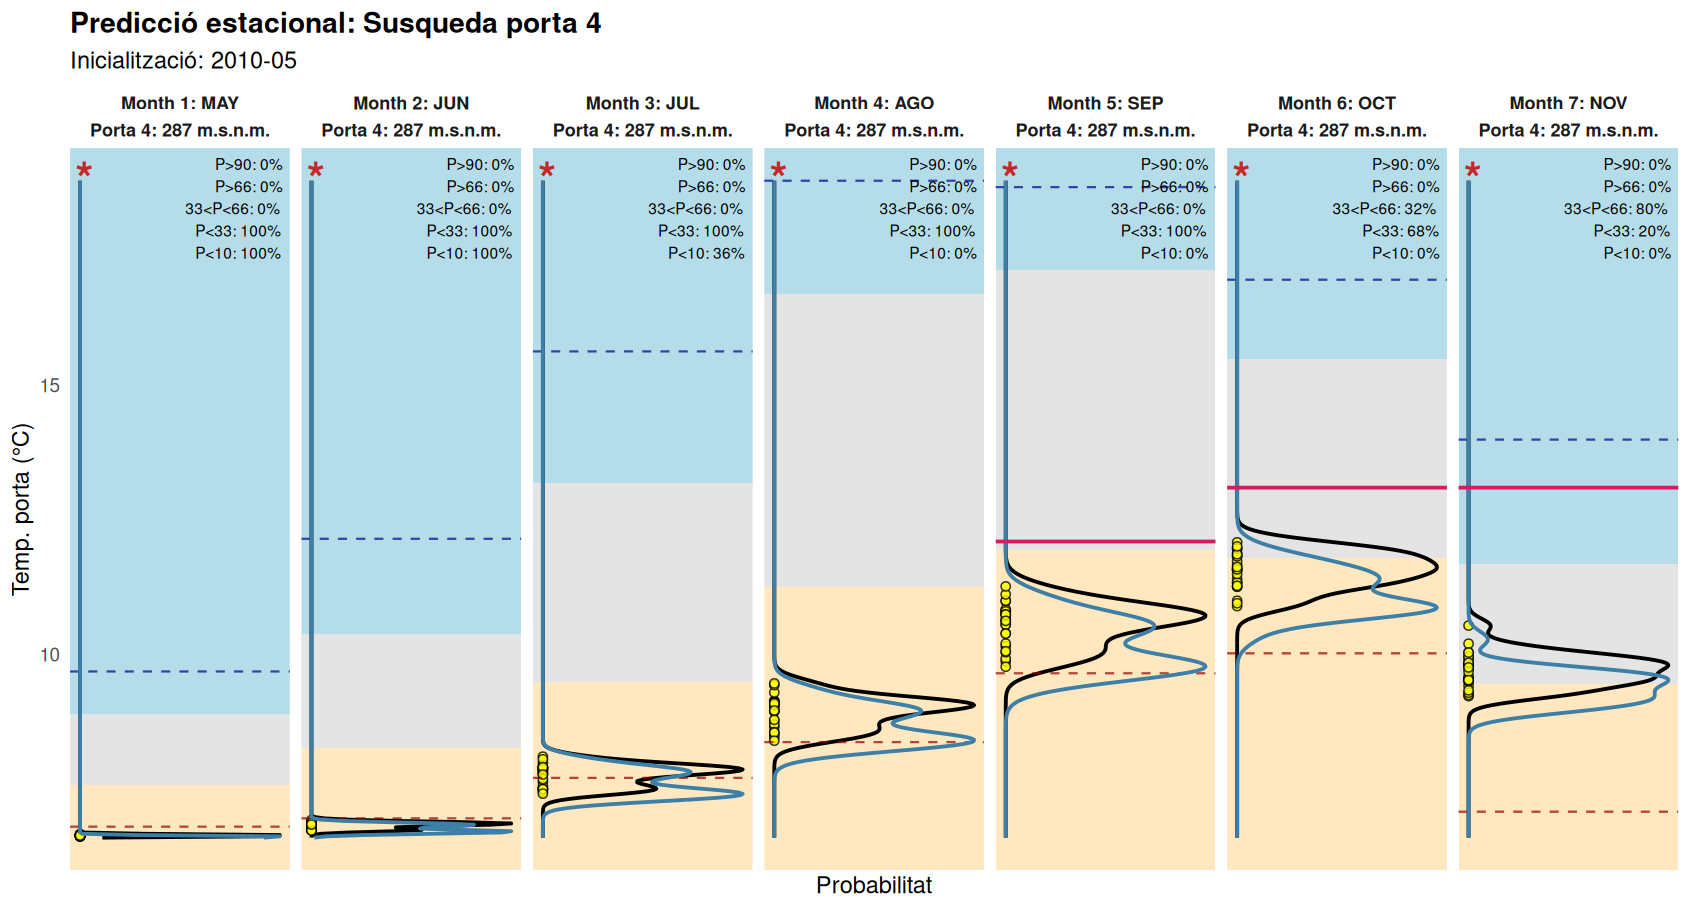 Predicció estacional: Susqueda porta 4
Inicialització: 2010-05
Month 1: MAY
Porta 4: 287 m.s.n.m.
Month 2: JUN
Porta 4: 287 m.s.n.m.
Month 3: JUL
Porta 4: 287 m.s.n.m.
Month 4: AGO
Porta 4: 287 m.s.n.m.
Month 5: SEP
Porta 4: 287 m.s.n.m.
Month 6: OCT
Porta 4: 287 m.s.n.m.
Month 7: NOV
Porta 4: 287 m.s.n.m.
*
P>90: 0%
P>66: 0%
33<P<66: 0%
P<33: 100%
P<10: 100%
*
P>90: 0%
P>66: 0%
33<P<66: 0%
P<33: 100%
P<10: 100%
*
P>90: 0%
P>66: 0%
33<P<66: 0%
P<33: 100%
P<10: 36%
*
P>90: 0%
P>66: 0%
33<P<66: 0%
P<33: 100%
P<10: 0%
*
P>90: 0%
P>66: 0%
33<P<66: 0%
P<33: 100%
P<10: 0%
*
P>90: 0%
P>66: 0%
33<P<66: 32%
P<33: 68%
P<10: 0%
*
P>90: 0%
P>66: 0%
33<P<66: 80%
P<33: 20%
P<10: 0%
15
10
Temp. porta (°C)
Probabilitat